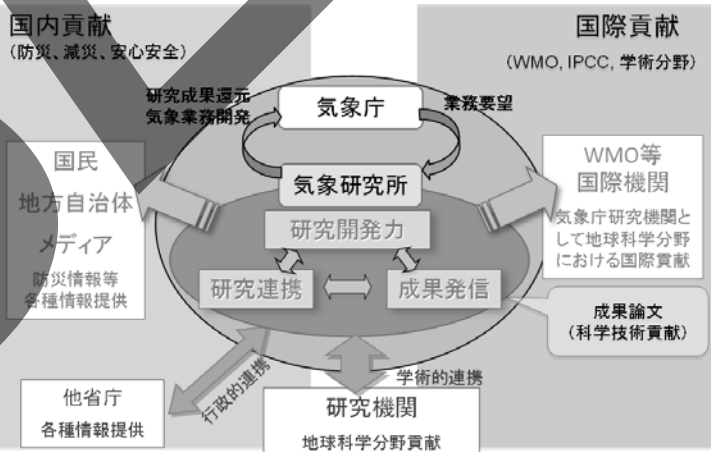 国内貢献
（防災、減災、安心安全）
国際貢献
（WMO, IPCC, 学術分野）
研究成果還元
気象業務開発
気象庁
業務要望
気象研究所
国民
地方自治体
メディア
防災情報等
各種情報提供
WMO等
国際機関
気象庁研究機関と
して地球科学分野
における国際貢献
研究開発力
研究連携
成果発信
成果論文
（科学技術貢献）
行政的連携
学術的連携
他省庁
各種情報提供
研究機関
地球科学分野貢献